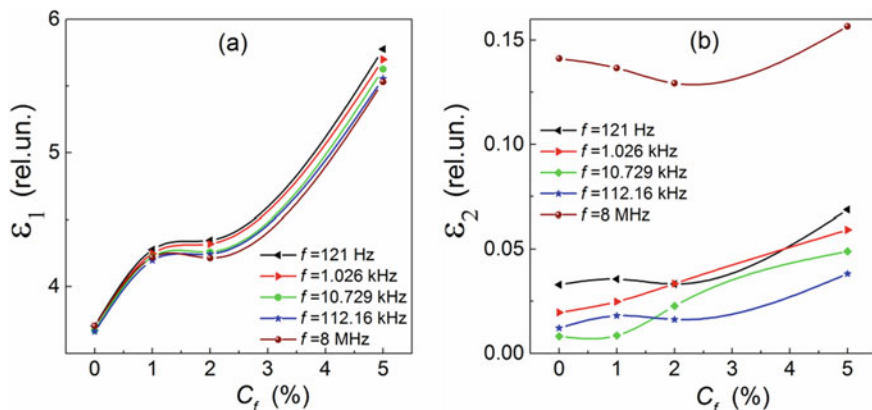 (a)
6
5
4
ε1 (rel.un.)
f=121 Hz
f=1.026 kHz
f=10.729 kHz
f=112.16 kHz
f=8 MHz
0 1 2 3 4 5
Cf (%)
(b)
0.15
0.10
0.05
0.00
ε2 (rel.un.)
f=121 Hz
f=1.026 kHz
f=10.729 kHz
f=112.16 kHz
f=8 MHz
0 1 2 3 4 5
Cf (%)